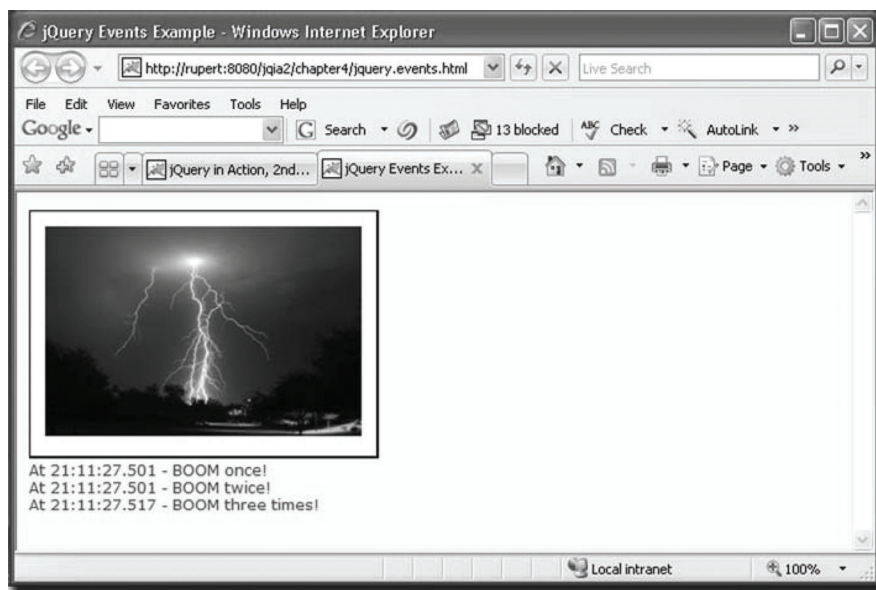 jQuery Events Example - Windows Internet Explorer
http://rupert:8080/jqia2/chapter4/jquery.events.html
Live Search
File Edit View Favorites Tools Help
Google Search 13 blocked ABC Check AutoLink »
jQuery in Action, 2nd... jQuery Events Ex... X Page Tools »
At 21:11:27.501 - BOOM once!
At 21:11:27.501 - BOOM twice!
At 21:11:27.517 - BOOM three times!
Local intranet 100%